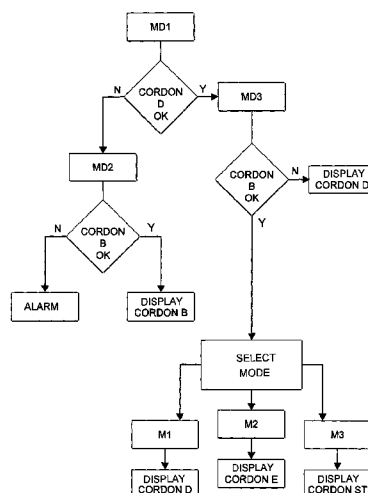 MD1
N
CORDON
D
OK
Y
MD3
MD2
CORDON
B
OK
N
DISPLAY
CORDON D
N
CORDON
B
OK
Y
Y
ALARM
DISPLAY
CORDON B
SELECT
MODE
M1
M2
M3
DISPLAY
CORDON D
DISPLAY
CORDON E
DISPLAY
CORDON ST